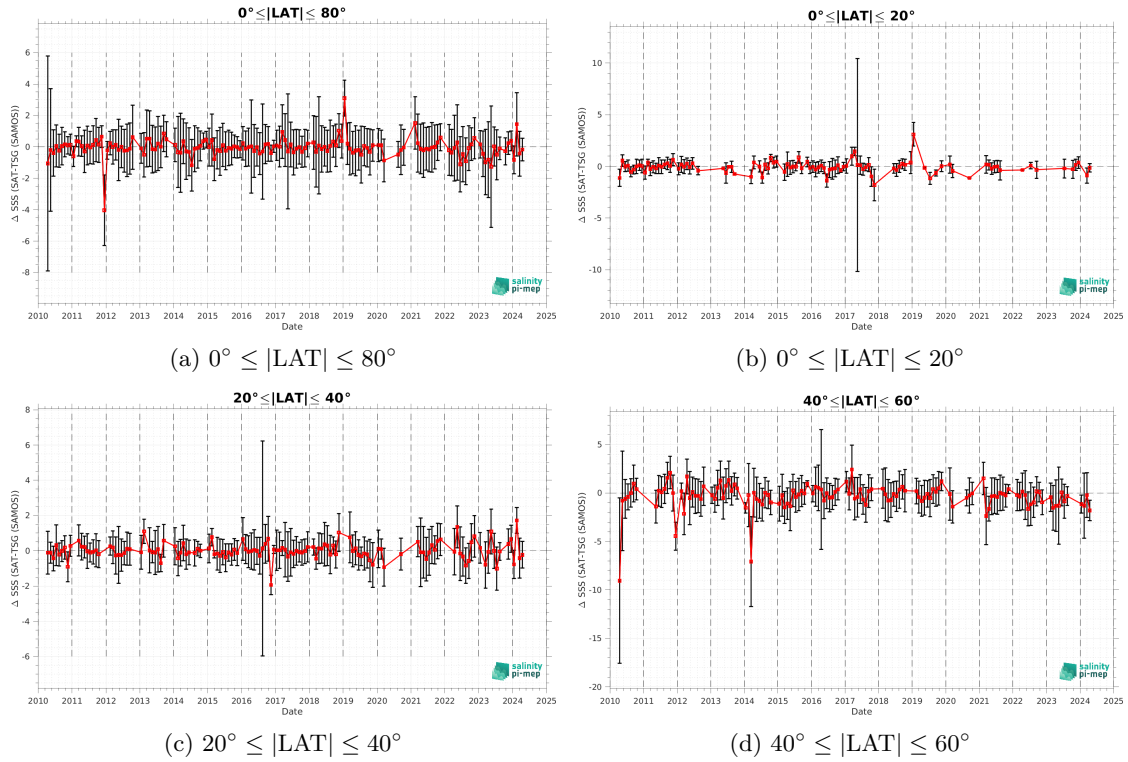 0°≤|LAT|≤ 80°
Δ SSS (SAT-TSG (SAMOS))
6
4
2
0
-2
-4
-6
-8
2010 2011 2012 2013 2014 2015 2016 2017 2018 2019 2020 2021 2022 2023 2024 2025
Date
salinity
pi-mep
(a) 0° ≤ |LAT| ≤ 80°
0°≤|LAT|≤ 20°
Δ SSS (SAT-TSG (SAMOS))
10
5
0
-5
-10
2010 2011 2012 2013 2014 2015 2016 2017 2018 2019 2020 2021 2022 2023 2024 2025
Date
salinity
pi-mep
(b) 0° ≤ |LAT| ≤ 20°
20°≤|LAT|≤ 40°
Δ SSS (SAT-TSG (SAMOS))
8
6
4
2
0
-2
-4
-6
2010 2011 2012 2013 2014 2015 2016 2017 2018 2019 2020 2021 2022 2023 2024 2025
Date
salinity
pi-mep
(c) 20° ≤ |LAT| ≤ 40°
40°≤|LAT|≤ 60°
Δ SSS (SAT-TSG (SAMOS))
5
0
-5
-10
-15
-20
2010 2011 2012 2013 2014 2015 2016 2017 2018 2019 2020 2021 2022 2023 2024 2025
Date
salinity
pi-mep
(d) 40° ≤ |LAT| ≤ 60°